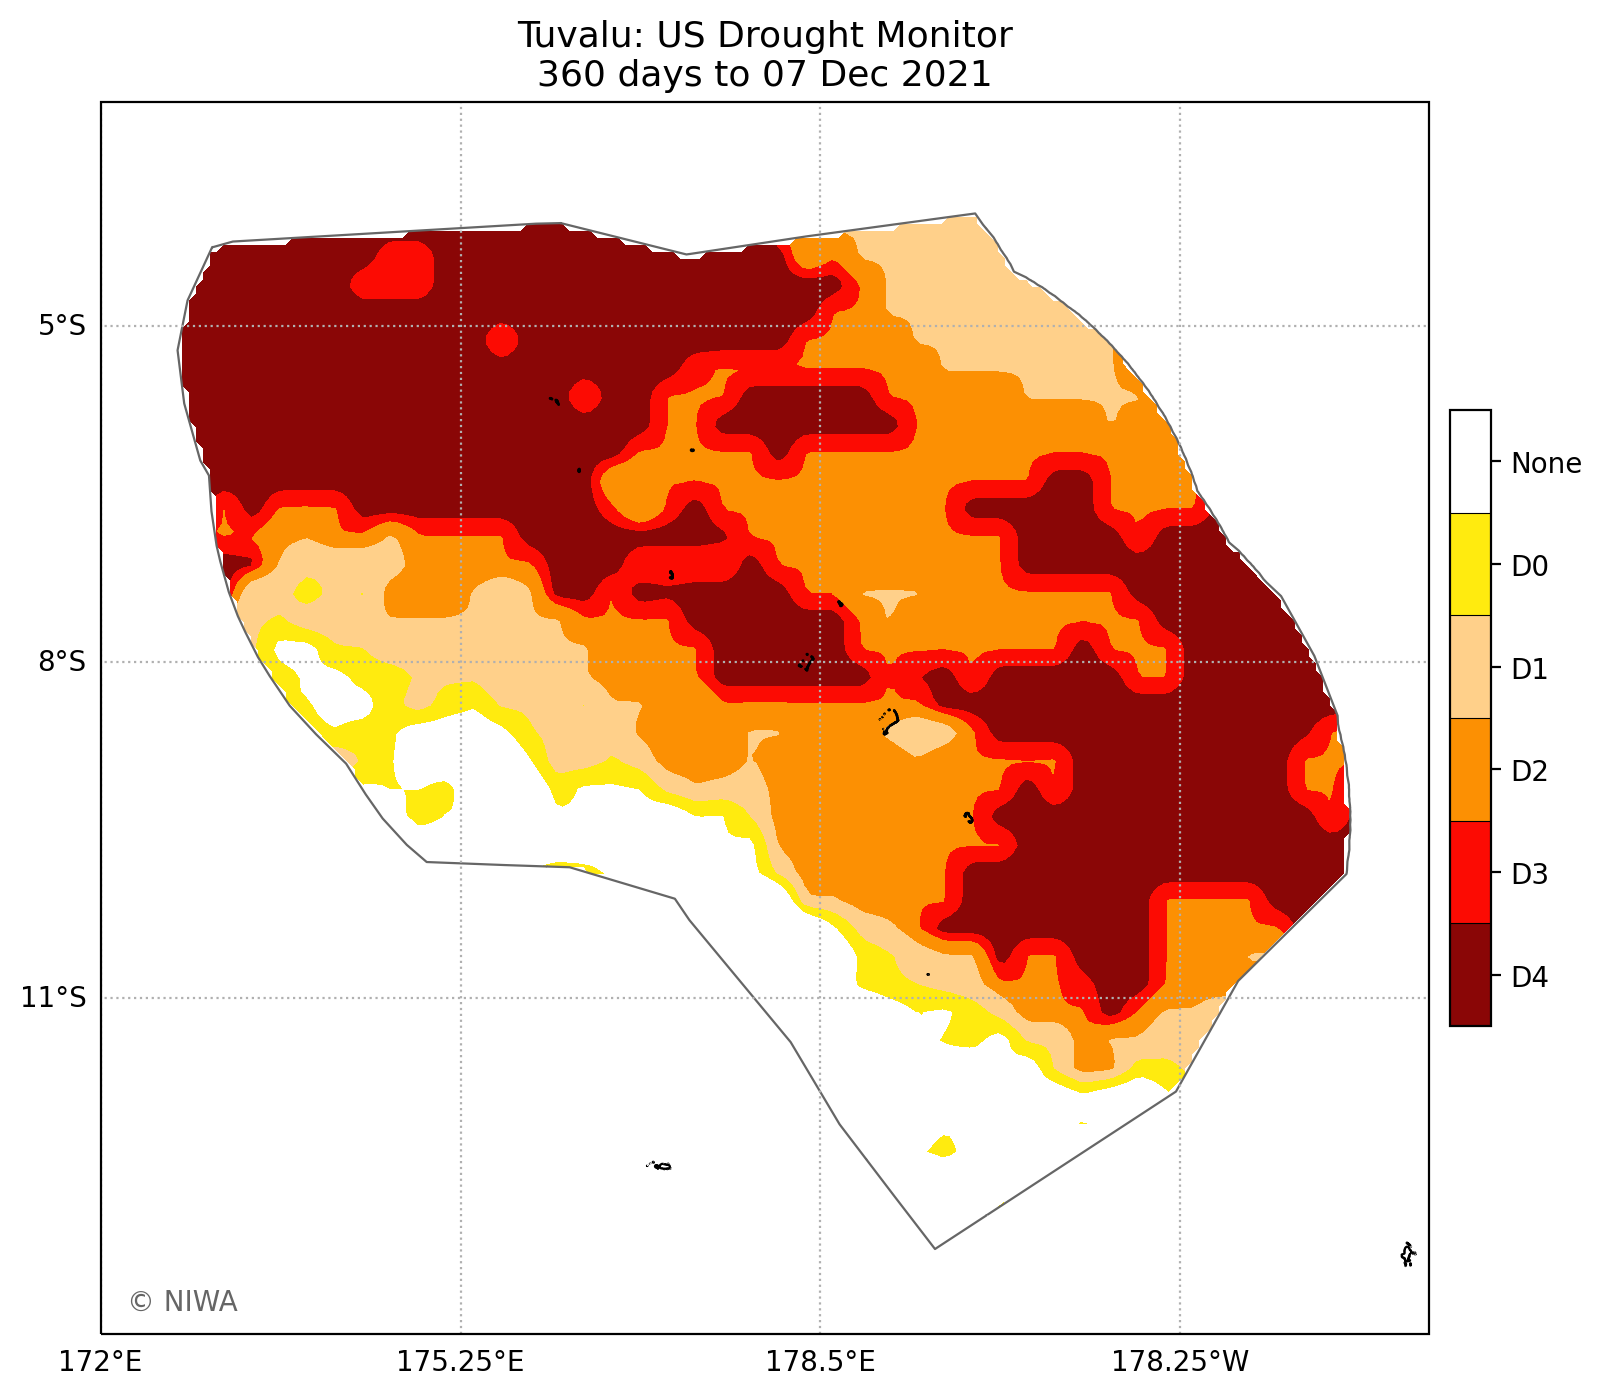 Tuvalu: US Drought Monitor
360 days to 07 Dec 2021
5°S
8°S
11°S
172°E
175.25°E
178.5°E
178.25°W
None
D0
D1
D2
D3
D4
© NIWA